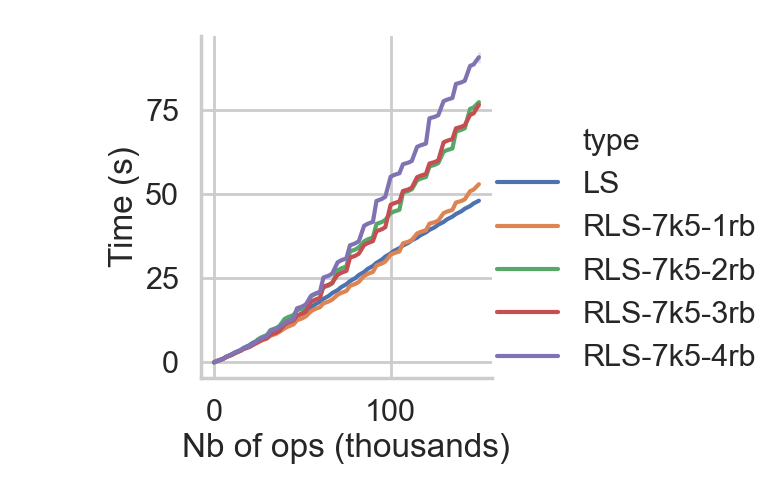 75
50
25
0
Time (s)
0
100
Nb of ops (thousands)
type
LS
RLS-7k5-1rb
RLS-7k5-2rb
RLS-7k5-3rb
RLS-7k5-4rb